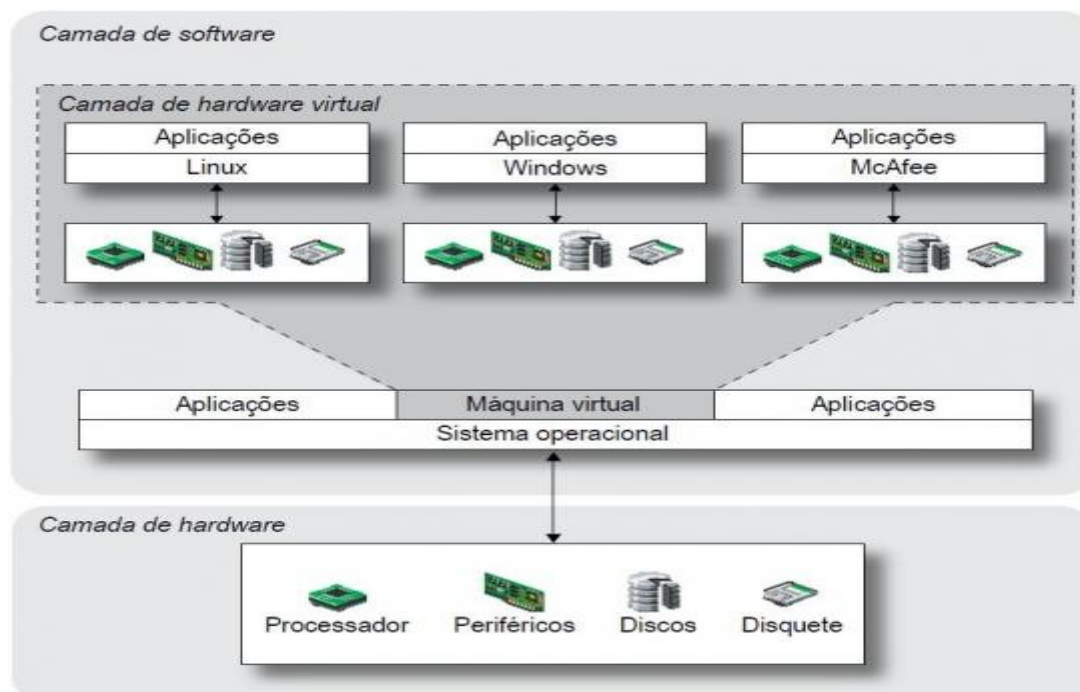 Camada de software
Camada de hardware virtual
Aplicações
Linux
Aplicações
Windows
Aplicações
McAfee
Aplicações
Máquina virtual
Aplicações
Sistema operacional
Camada de hardware
Processador
Periféricos
Discos
Disquete